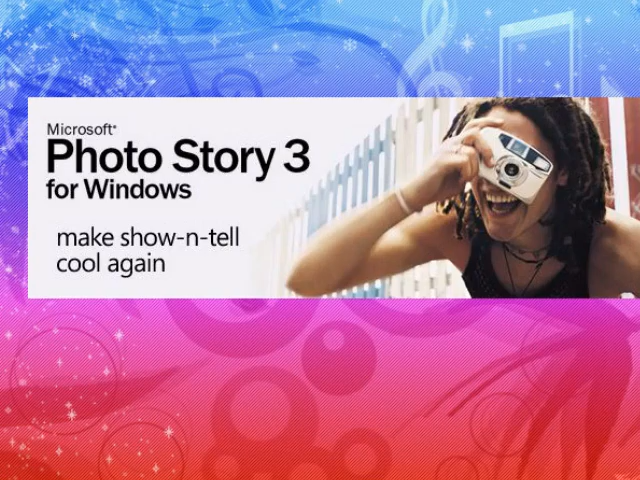 Microsoft®
Photo Story 3
for Windows
make show-n-tell
cool again